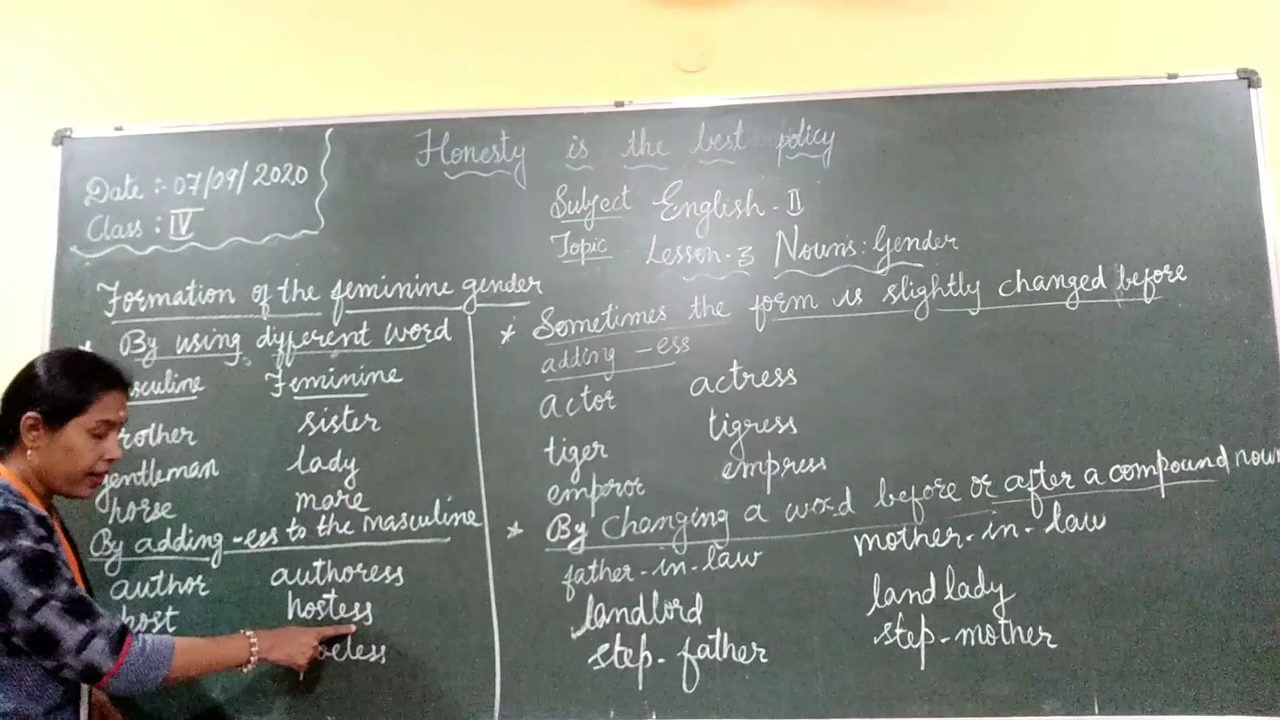 Honesty is the best policy
Date :- 07/09/2020
Class : IV
Subject English - II
Topic Lesson - 3 Nouns : Gender
Formation of the feminine gender
* By using different word
sculine Feminine
rother sister
gentleman lady
horse mare
By adding -ess to the masculine
author authoress
host hostess
eless
* Sometimes the form is slightly changed before
adding -ess
actor actress
tiger tigress
emperor empress
* By changing a word before or after a compound noun
father-in-law mother-in-law
landlord land lady
step-father step-mother